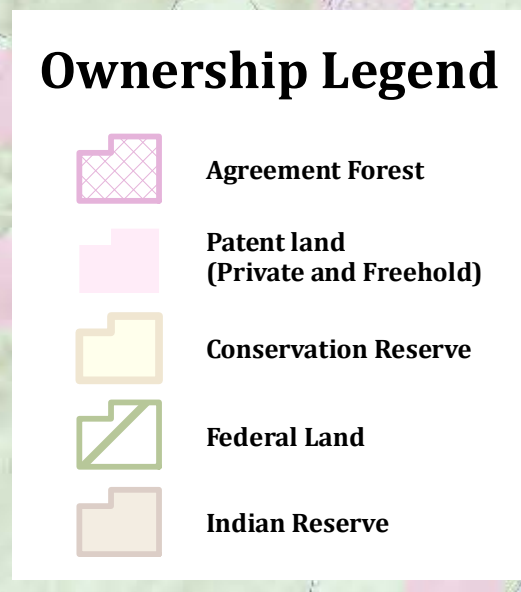 Ownership Legend
Agreement Forest
Patent land
(Private and Freehold)
Conservation Reserve
Federal Land
Indian Reserve